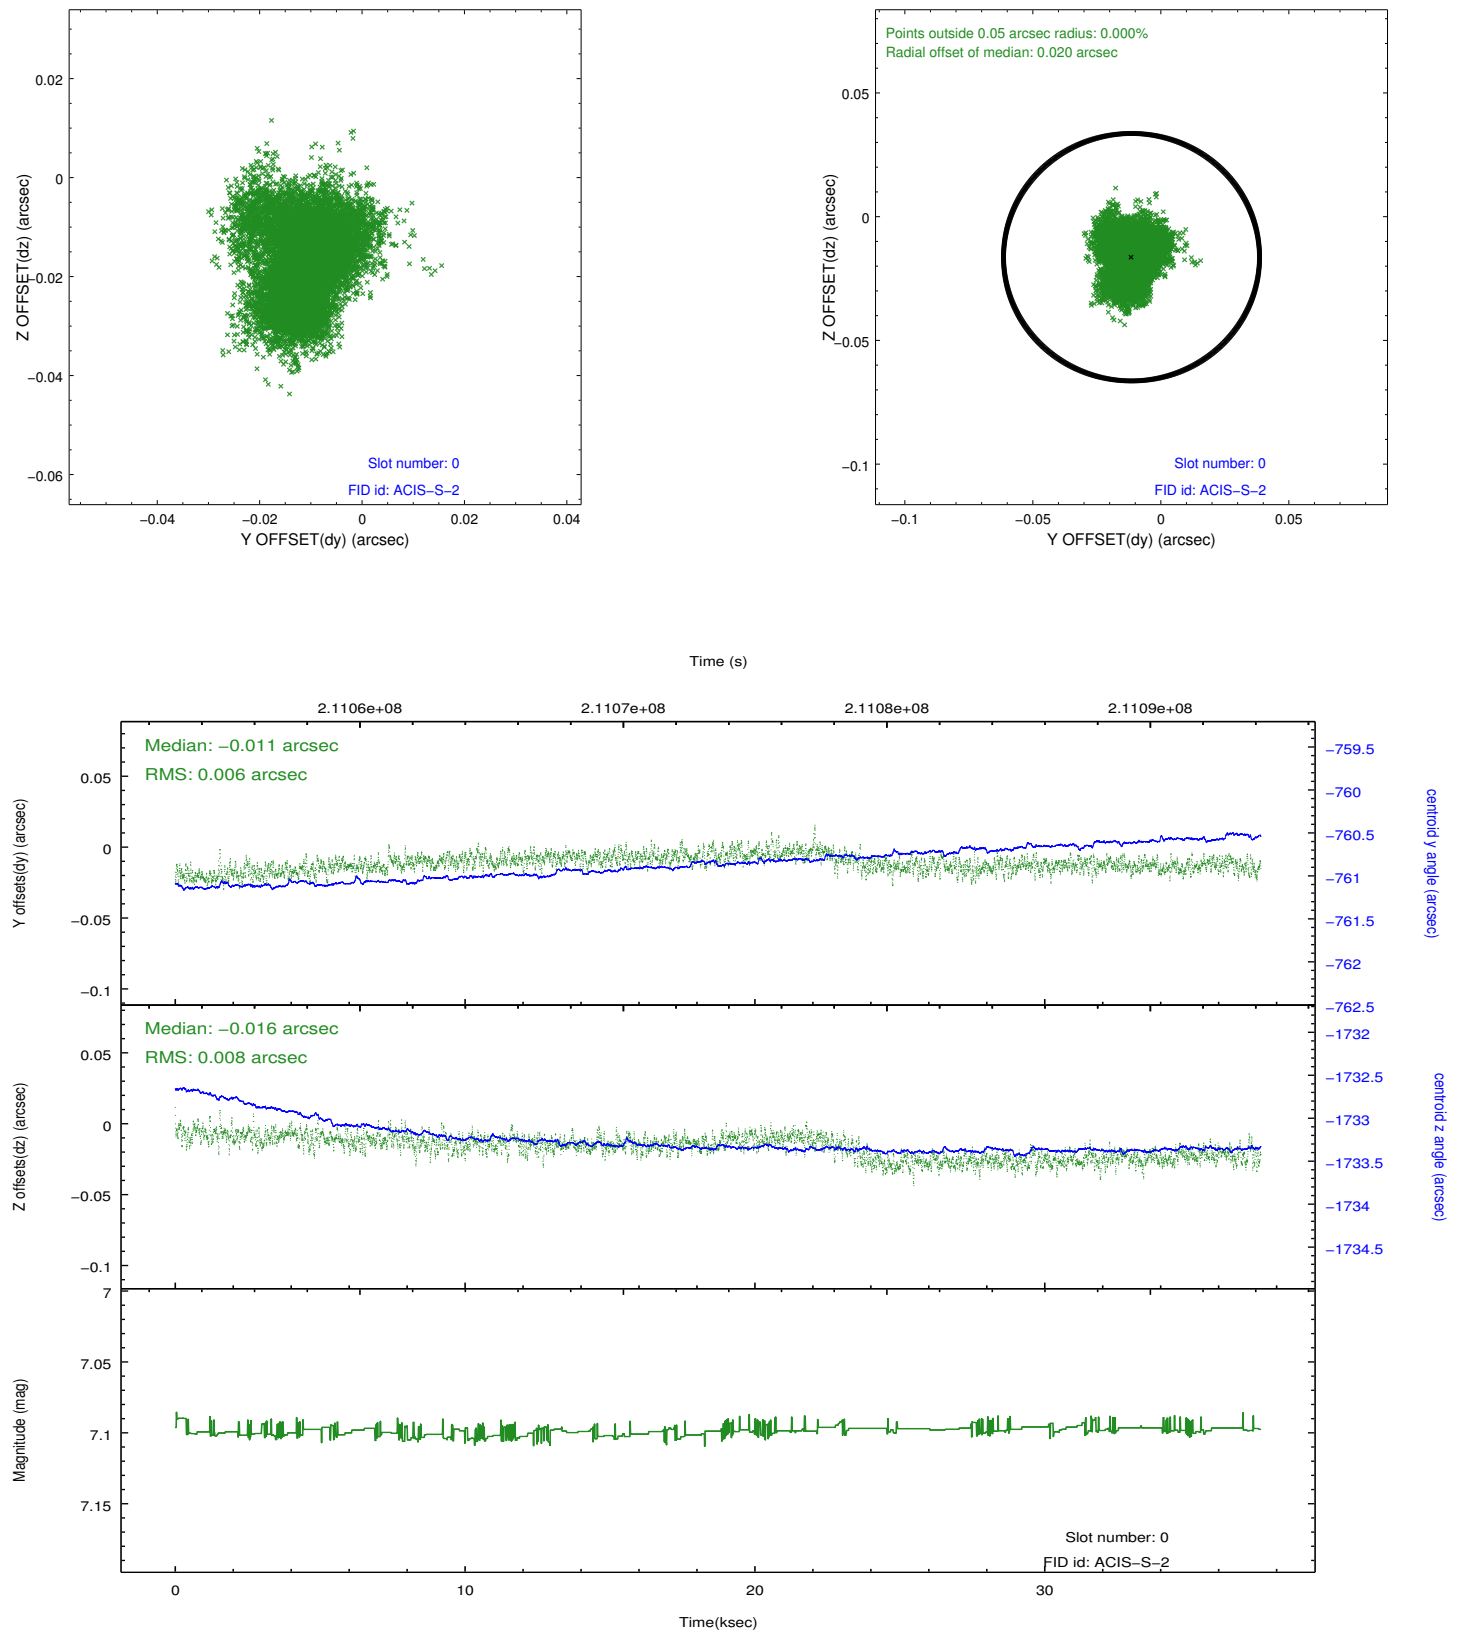 0.02
0
−0.02
−0.04
−0.06
Z OFFSET(dz) (arcsec)
Slot number: 0
FID id: ACIS−S−2
−0.04
−0.02
0
0.02
0.04
Y OFFSET(dy) (arcsec)
Points outside 0.05 arcsec radius: 0.000%
Radial offset of median: 0.020 arcsec
0.05
0
−0.05
−0.1
Z OFFSET(dz) (arcsec)
Slot number: 0
FID id: ACIS−S−2
−0.1
−0.05
0
0.05
Y OFFSET(dy) (arcsec)
Time (s)
2.1106e+08
2.1107e+08
2.1108e+08
2.1109e+08
Median: −0.011 arcsec
RMS: 0.006 arcsec
0.05
0
−0.05
−0.1
Y offsets(dy) (arcsec)
−759.5
−760
−760.5
−761
−761.5
−762
−762.5
centroid y angle (arcsec)
Median: −0.016 arcsec
RMS: 0.008 arcsec
0.05
0
−0.05
−0.1
Z offsets(dz) (arcsec)
−1732
−1732.5
−1733
−1733.5
−1734
−1734.5
centroid z angle (arcsec)
7
7.05
7.1
7.15
Magnitude (mag)
Slot number: 0
FID id: ACIS−S−2
0
10
20
30
Time(ksec)